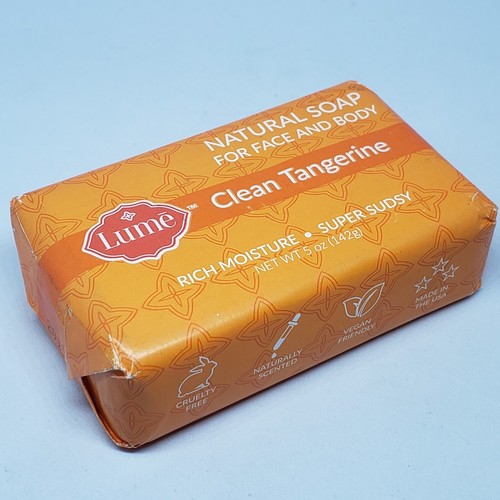 NATURAL SOAP
FOR FACE AND BODY
Lumē™
Clean Tangerine
RICH MOISTURE • SUPER SUDSY
NET WT 5 oz (142g)
CRUELTY
FREE
NATURALLY
SCENTED
VEGAN
FRIENDLY
MADE IN
THE USA